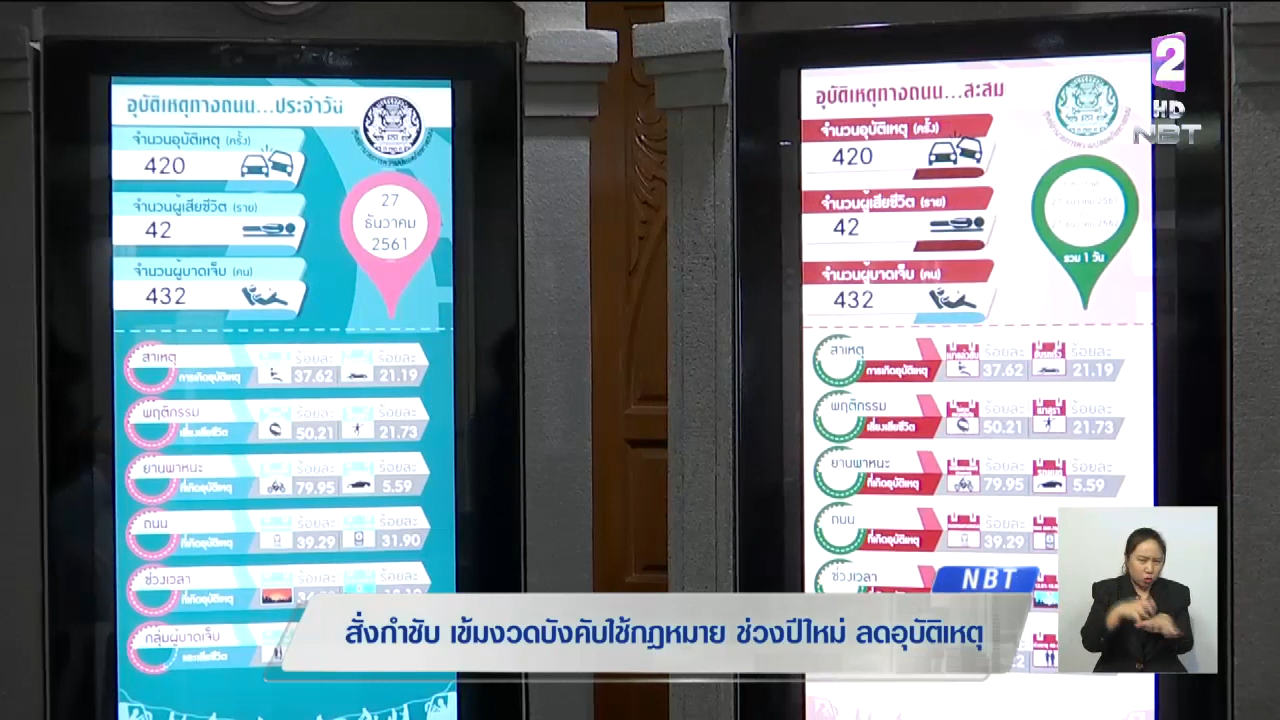 อุบัติเหตุทางถนน...ประจำวัน
จำนวนอุบัติเหตุ (ครั้ง)
420
จำนวนผู้เสียชีวิต (ราย)
42
จำนวนผู้บาดเจ็บ (คน)
432
27
ธันวาคม
2561
สาเหตุ
การเกิดอุบัติเหตุ
ร้อยละ
37.62
ร้อยละ
21.19
พฤติกรรม
เสี่ยงเสียชีวิต
ร้อยละ
50.21
ร้อยละ
21.73
ยานพาหนะ
ที่เกิดอุบัติเหตุ
ร้อยละ
79.95
ร้อยละ
5.59
ถนน
ที่เกิดอุบัติเหตุ
ร้อยละ
39.29
ร้อยละ
31.90
ช่วงเวลา
ที่เกิดอุบัติเหตุ
ร้อยละ
ร้อยละ
กลุ่มผู้บาดเจ็บ
และเสียชีวิต
อุบัติเหตุทางถนน...สะสม
จำนวนอุบัติเหตุ (ครั้ง)
420
จำนวนผู้เสียชีวิต (ราย)
42
จำนวนผู้บาดเจ็บ (คน)
432
รวม 1 วัน
สาเหตุ
การเกิดอุบัติเหตุ
ร้อยละ
37.62
ร้อยละ
21.19
พฤติกรรม
เสี่ยงเสียชีวิต
ร้อยละ
50.21
เมาสุรา
ร้อยละ
21.73
ยานพาหนะ
ที่เกิดอุบัติเหตุ
ร้อยละ
79.95
ร้อยละ
5.59
ถนน
ที่เกิดอุบัติเหตุ
ร้อยละ
39.29
ช่วงเวลา
2
HD
NBT
NBT
สั่งกำชับ เข้มงวดบังคับใช้กฎหมาย ช่วงปีใหม่ ลดอุบัติเหตุ